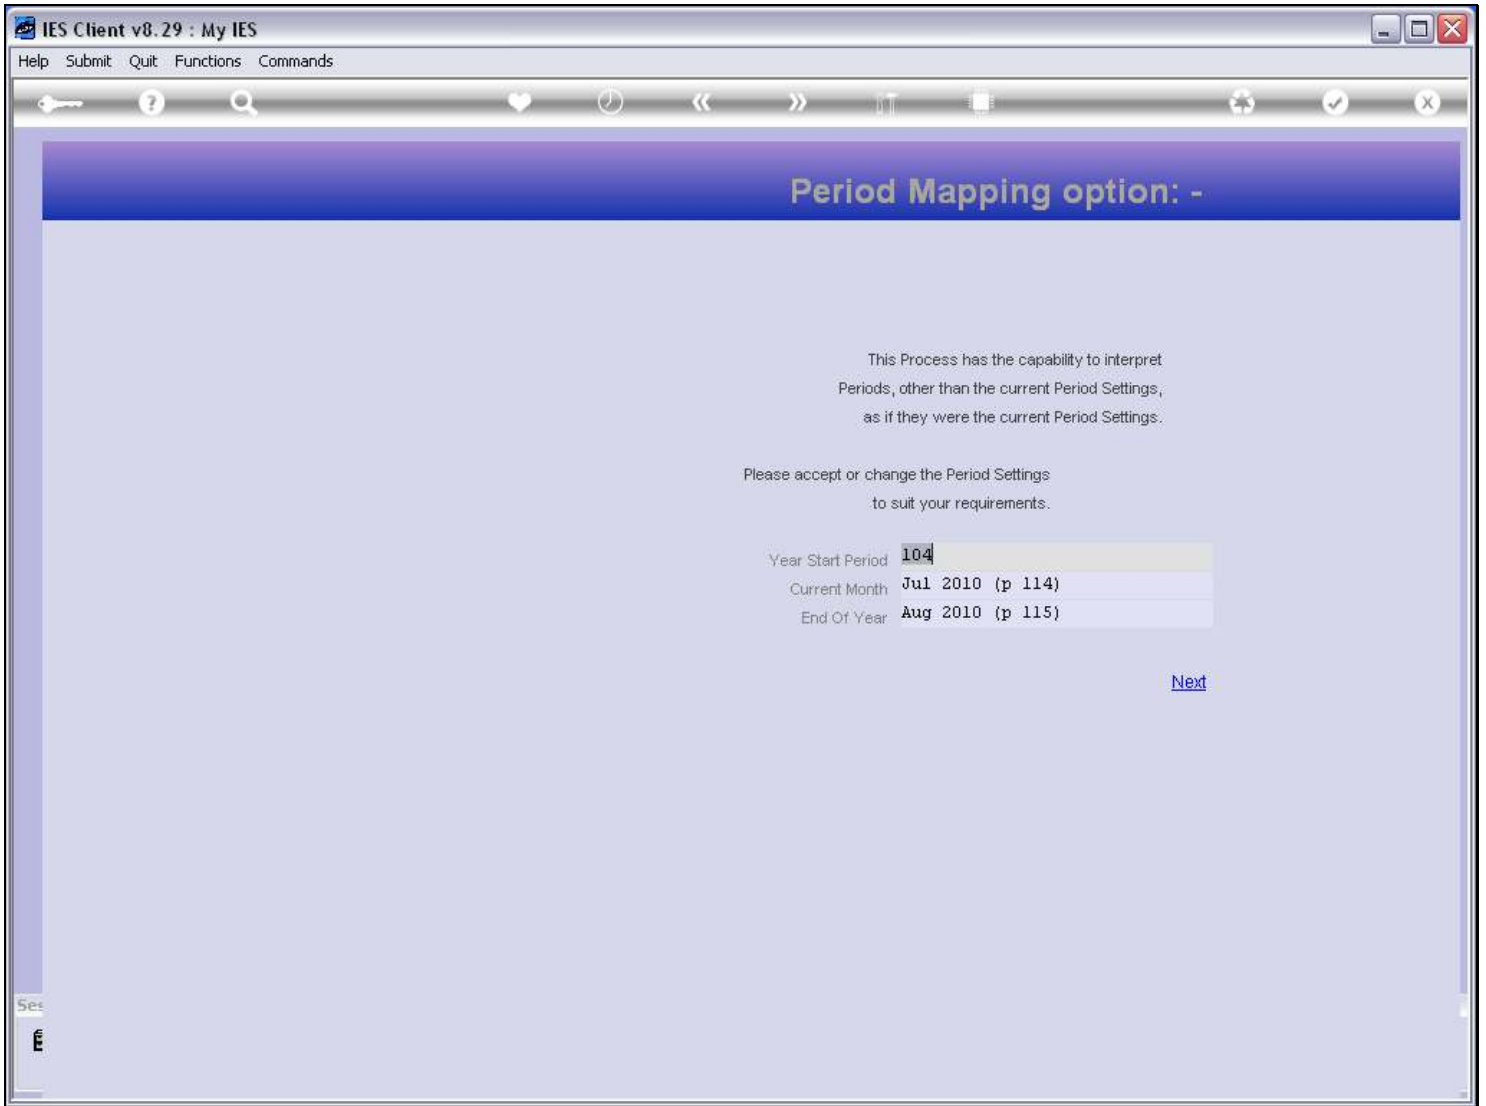 IES Client v8.29 : My IES
Help Submit Quit Functions Commands
Period Mapping option: -
This Process has the capability to interpret
Periods, other than the current Period Settings,
as if they were the current Period Settings.
Please accept or change the Period Settings
to suit your requirements.
Year Start Period 104
Current Month Jul 2010 (p 114)
End Of Year Aug 2010 (p 115)
Next